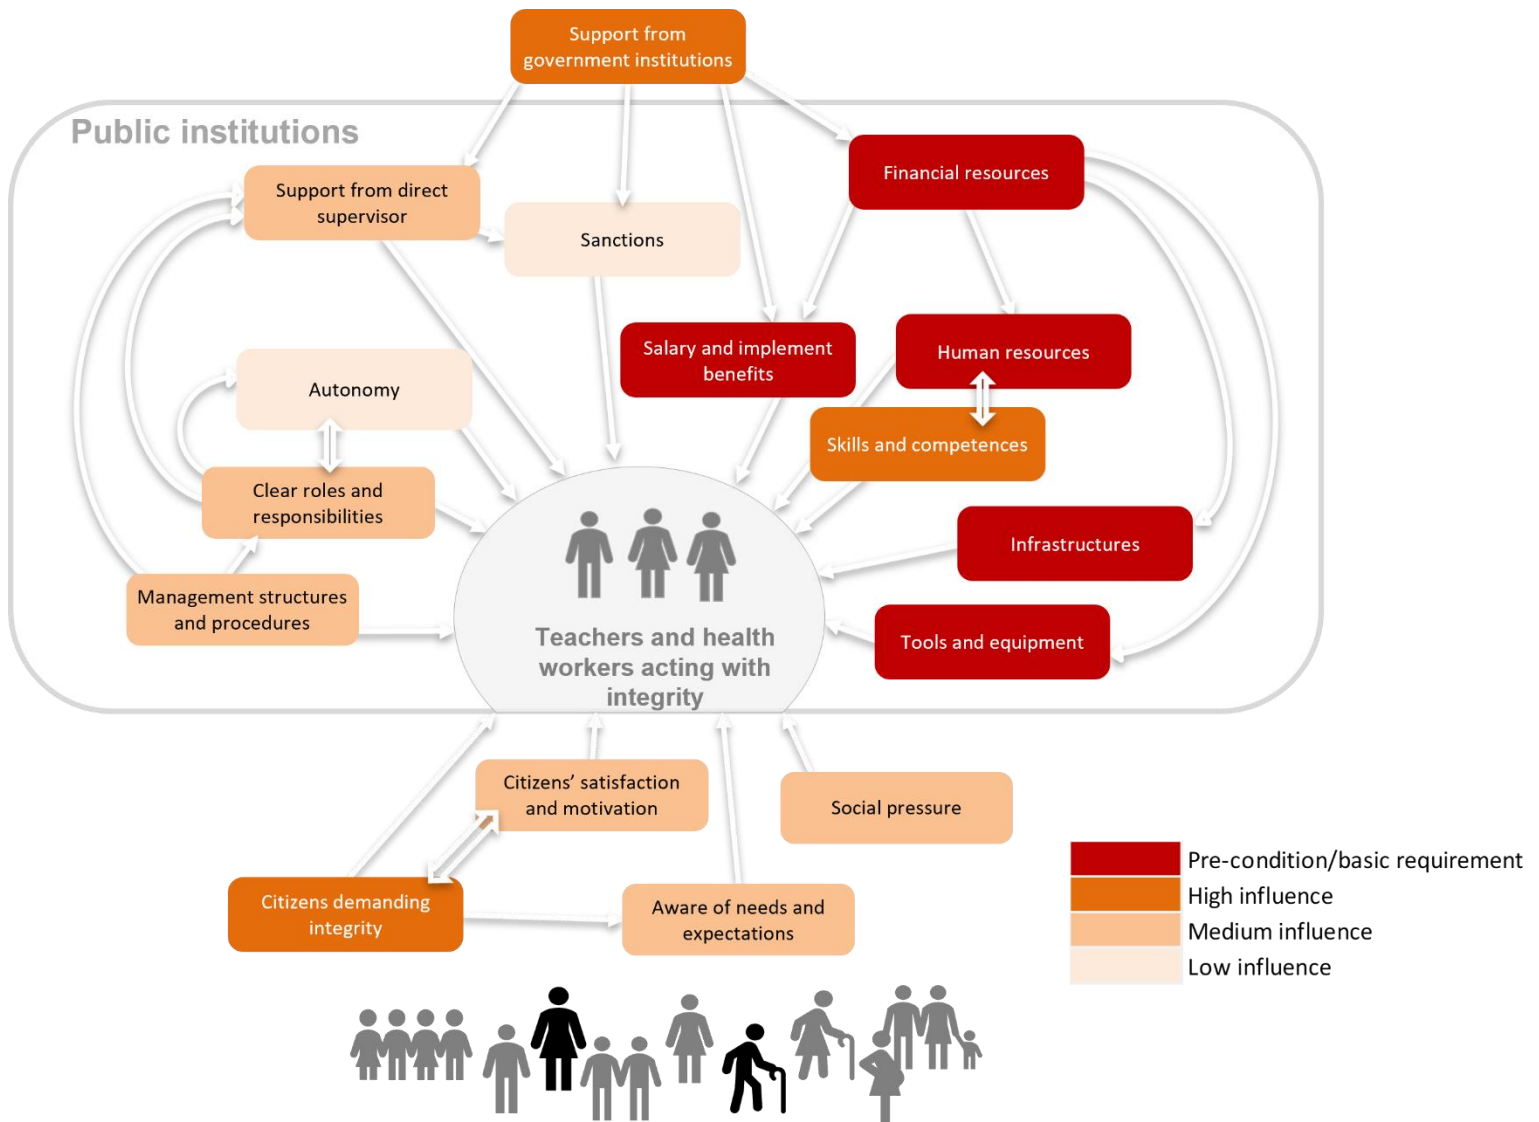 Support from
government institutions
Public institutions
Financial resources
Support from direct
supervisor
Sanctions
Salary and implement
benefits
Human resources
Autonomy
Skills and competences
Clear roles and
responsibilities
Infrastructures
Management structures
and procedures
Teachers and health
workers acting with
integrity
Tools and equipment
Citizens’ satisfaction
and motivation
Social pressure
Citizens demanding
integrity
Aware of needs and
expectations
Pre-condition/basic requirement
High influence
Medium influence
Low influence